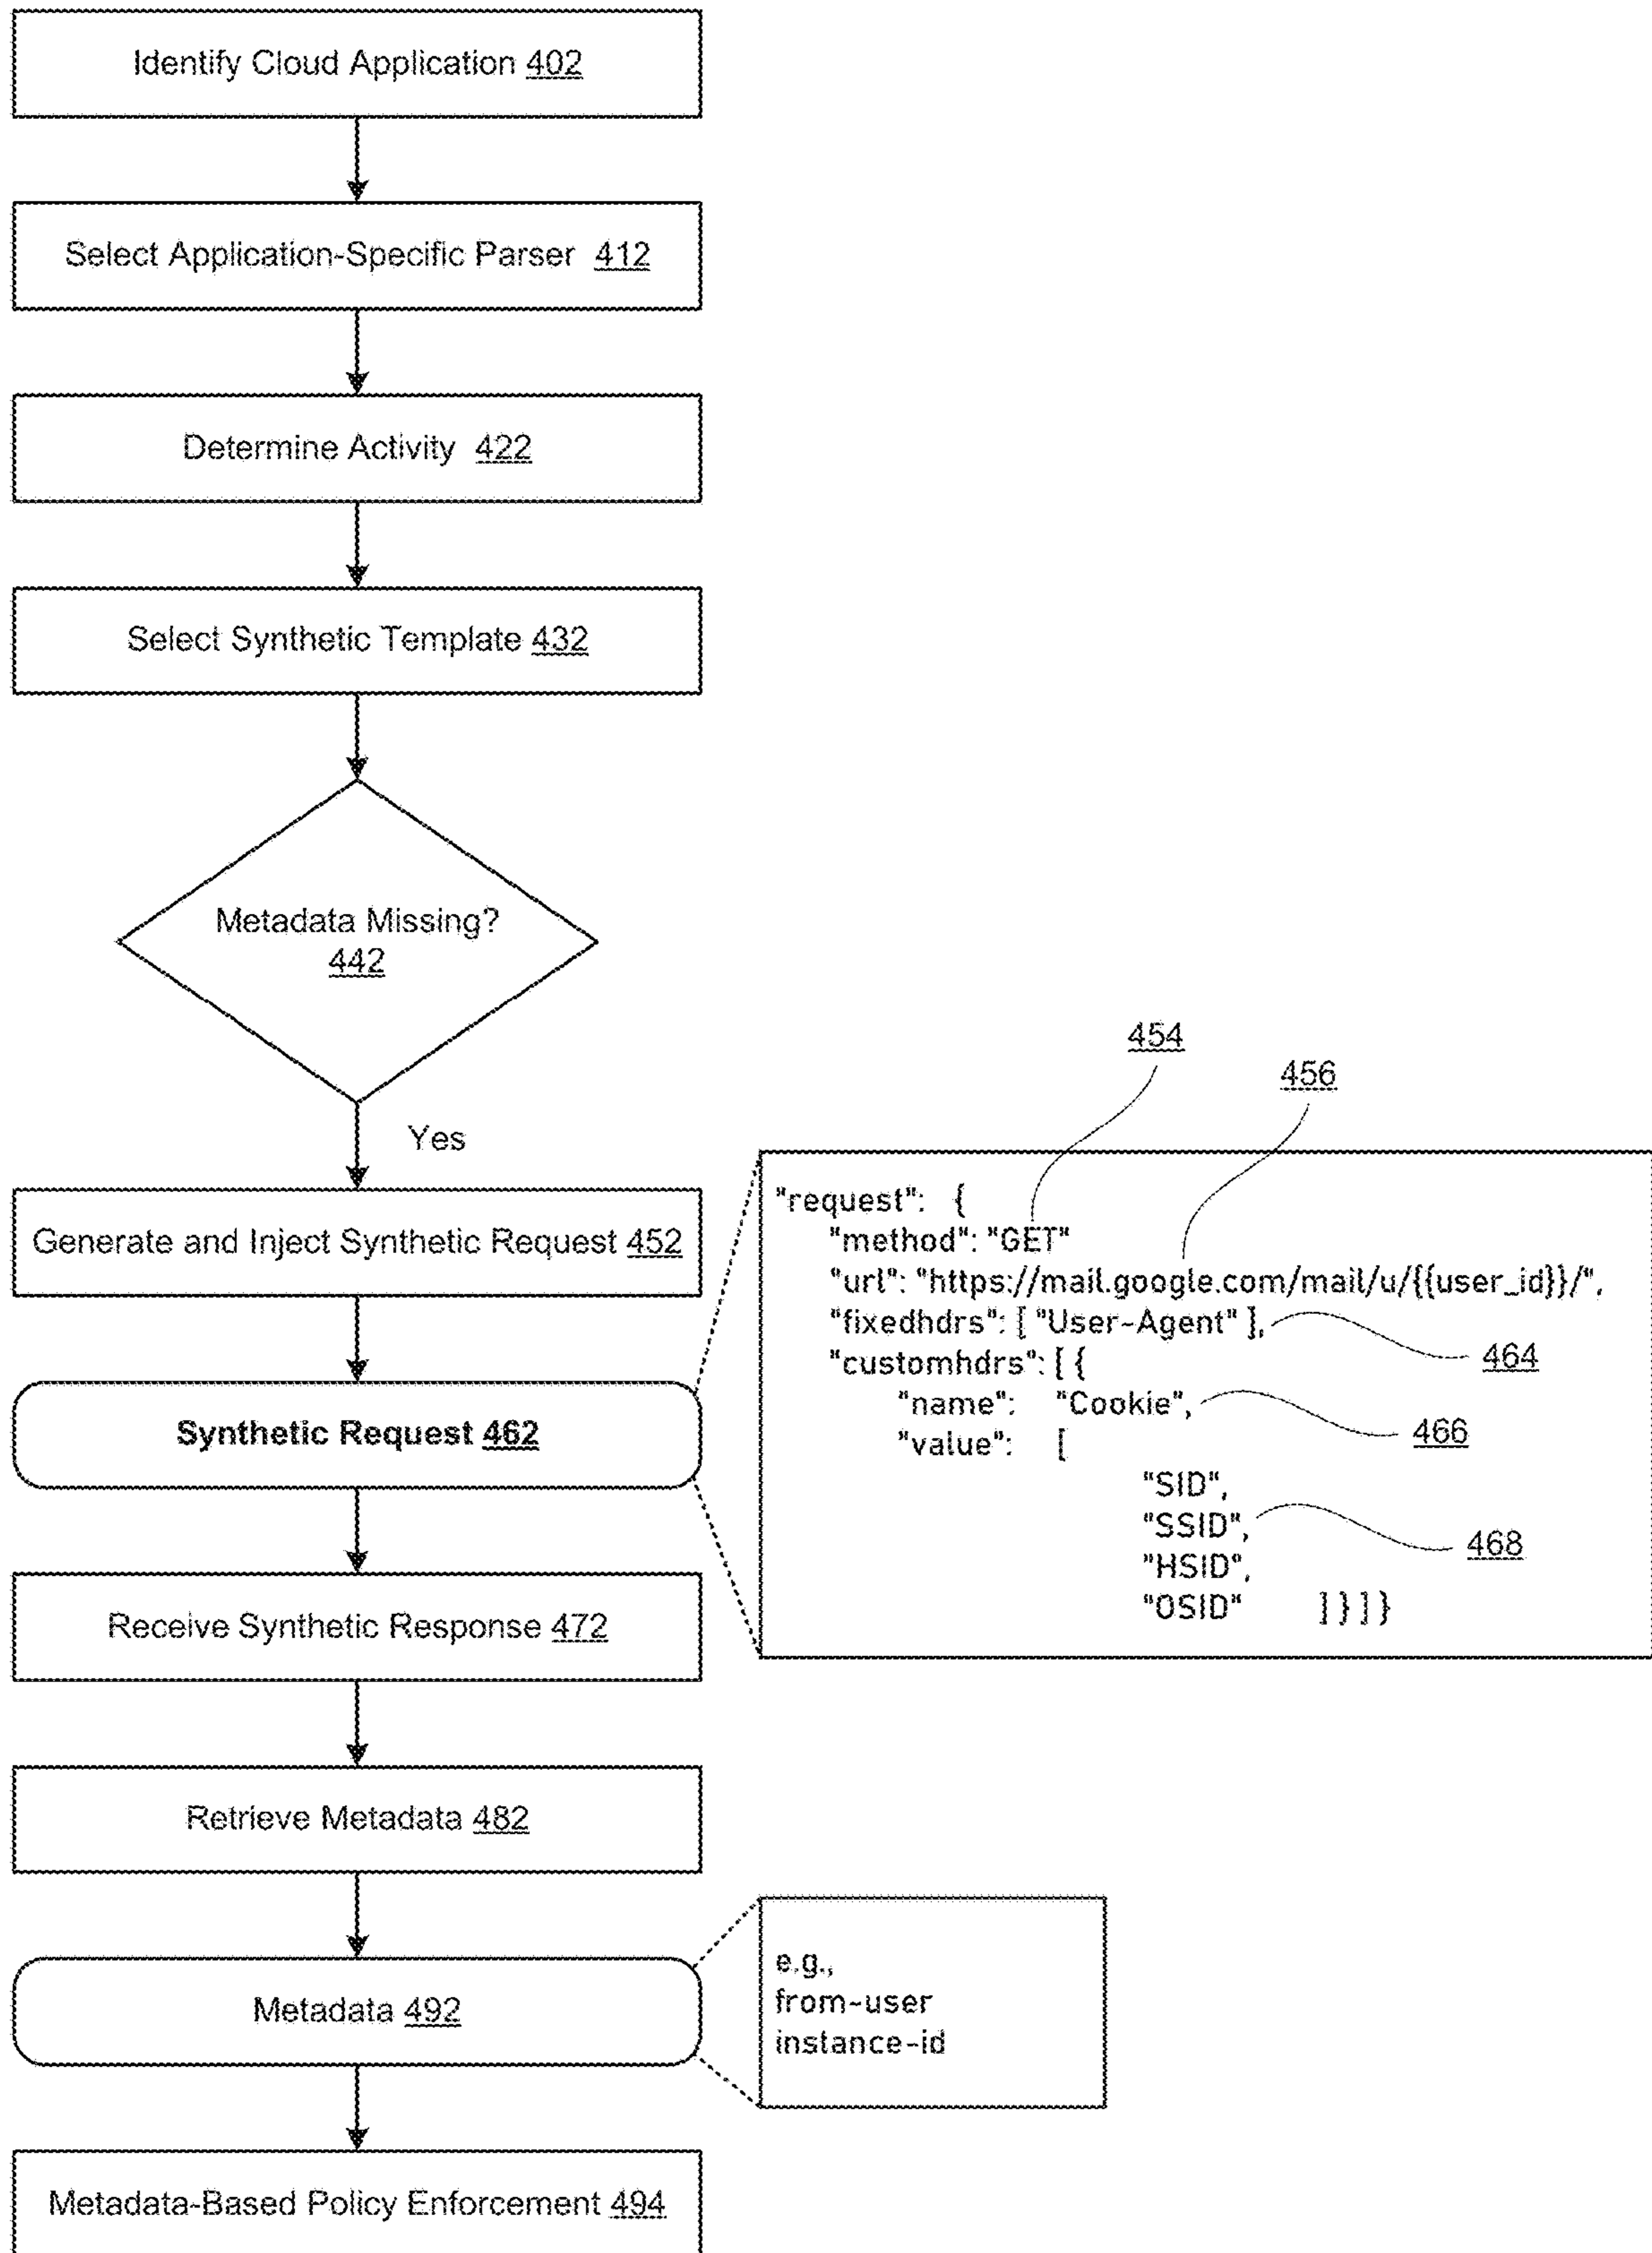 Identify Cloud Application 402
Select Application-Specific Parser 412
Determine Activity 422
Select Synthetic Template 432
Metadata Missing?
442
Yes
Generate and Inject Synthetic Request 452
Synthetic Request 462
454
456
"request": {
"method": "GET"
"url": "https://mail.google.com/mail/u/{{user_id}}/",
"fixedhdrs": [ "User-Agent" ],
464
"customhdrs": [ {
"name": "Cookie",
466
"value": [
"SID",
"SSID",
468
"HSID",
"OSID" ] } ] }
Receive Synthetic Response 472
Retrieve Metadata 482
Metadata 492
e.g.,
from-user
instance-id
Metadata-Based Policy Enforcement 494